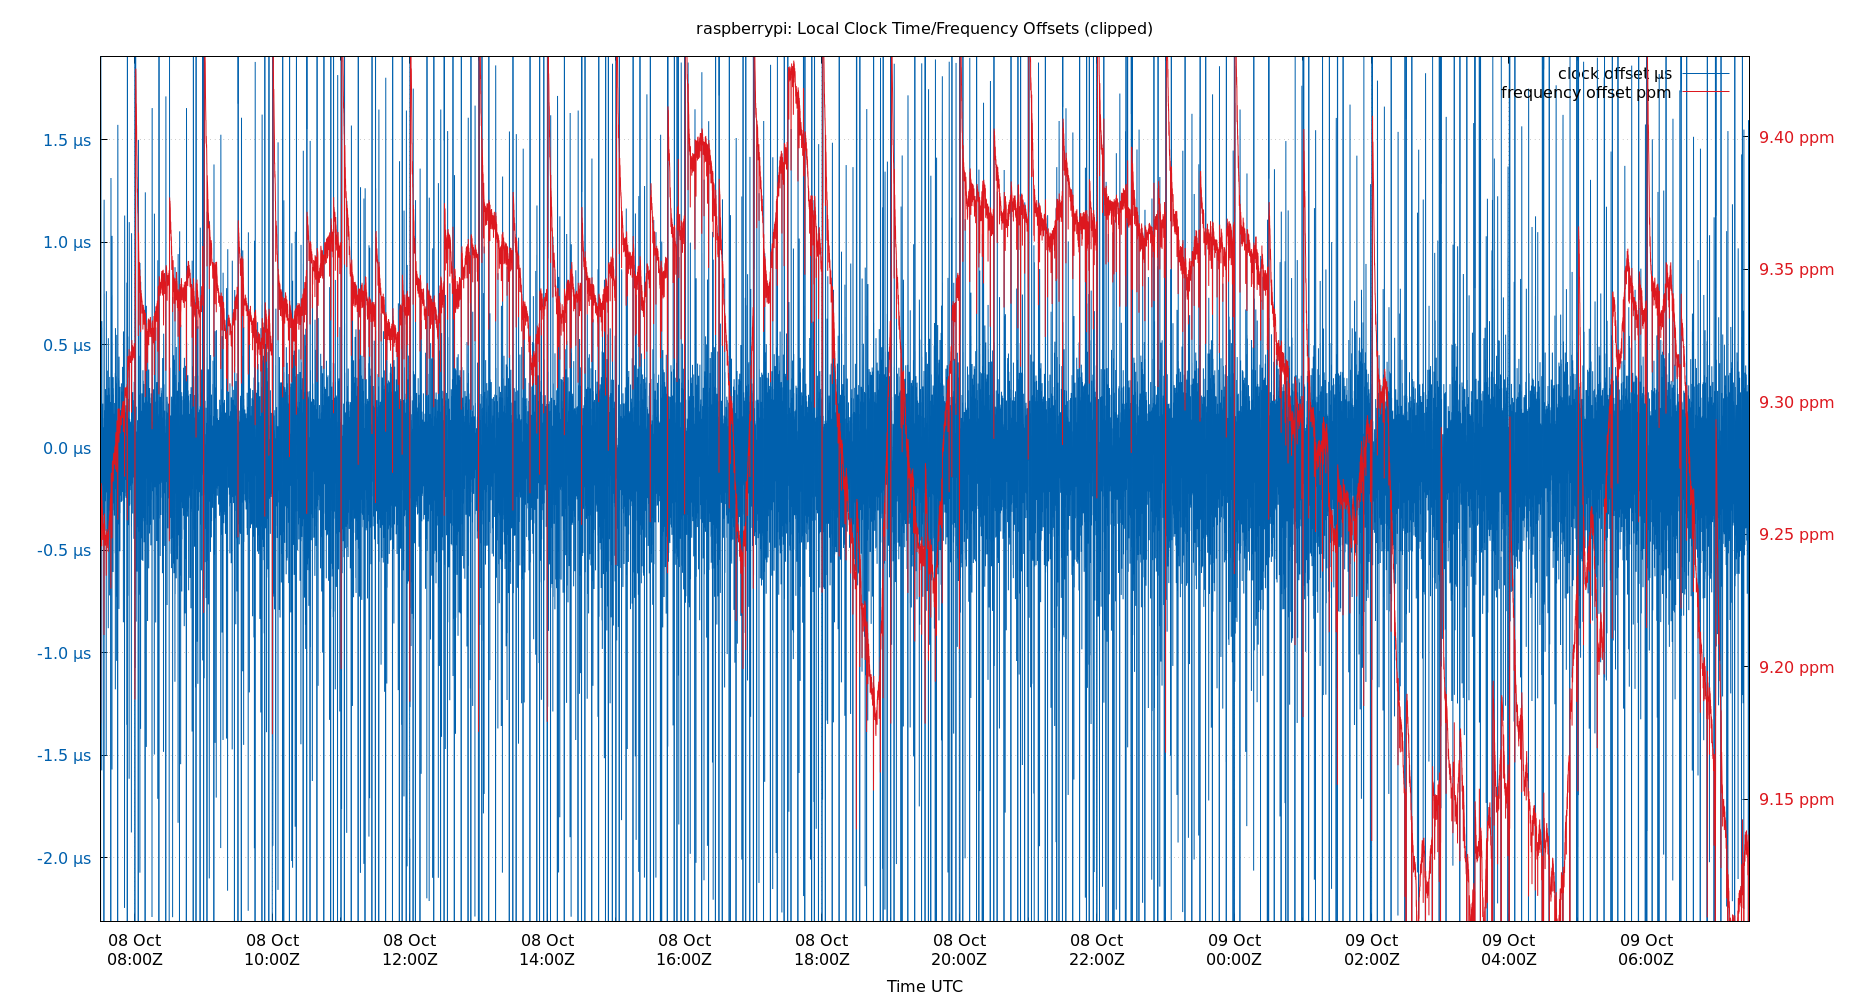 raspberrypi: Local Clock Time/Frequency Offsets (clipped)
clock offset µs
frequency offset ppm
1.5 µs
1.0 µs
0.5 µs
0.0 µs
-0.5 µs
-1.0 µs
-1.5 µs
-2.0 µs
9.40 ppm
9.35 ppm
9.30 ppm
9.25 ppm
9.20 ppm
9.15 ppm
08 Oct 08 Oct 08 Oct 08 Oct 08 Oct 08 Oct 08 Oct 08 Oct 09 Oct 09 Oct 09 Oct 09 Oct
08:00Z 10:00Z 12:00Z 14:00Z 16:00Z 18:00Z 20:00Z 22:00Z 00:00Z 02:00Z 04:00Z 06:00Z
Time UTC